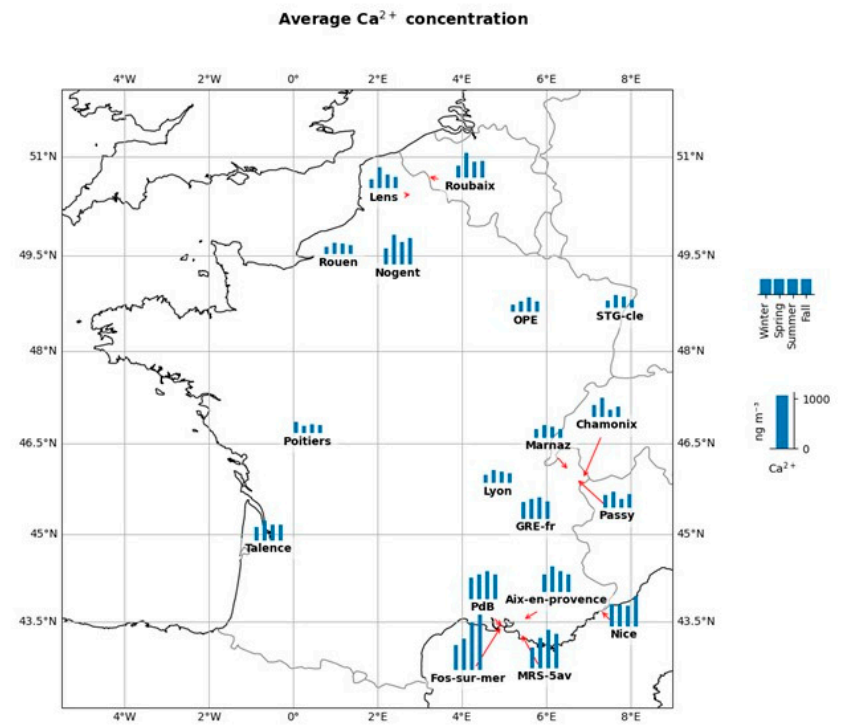 Average Ca²⁺ concentration
4°W 2°W 0° 2°E 4°E 6°E 8°E
51°N 51°N
Roubaix
Lens
49.5°N 49.5°N
Rouen
Nogent
STG-cle
OPE
Winter
Spring
Summer
Fall
48°N 48°N
1000
ng m⁻³
0
Ca²⁺
Chamonix
Poitiers
Marnaz
46.5°N 46.5°N
Lyon
Passy
GRE-fr
45°N 45°N
Talence
Aix-en-provence
PdB
43.5°N 43.5°N
Nice
Fos-sur-mer
MRS-5av
4°W 2°W 0° 2°E 4°E 6°E 8°E